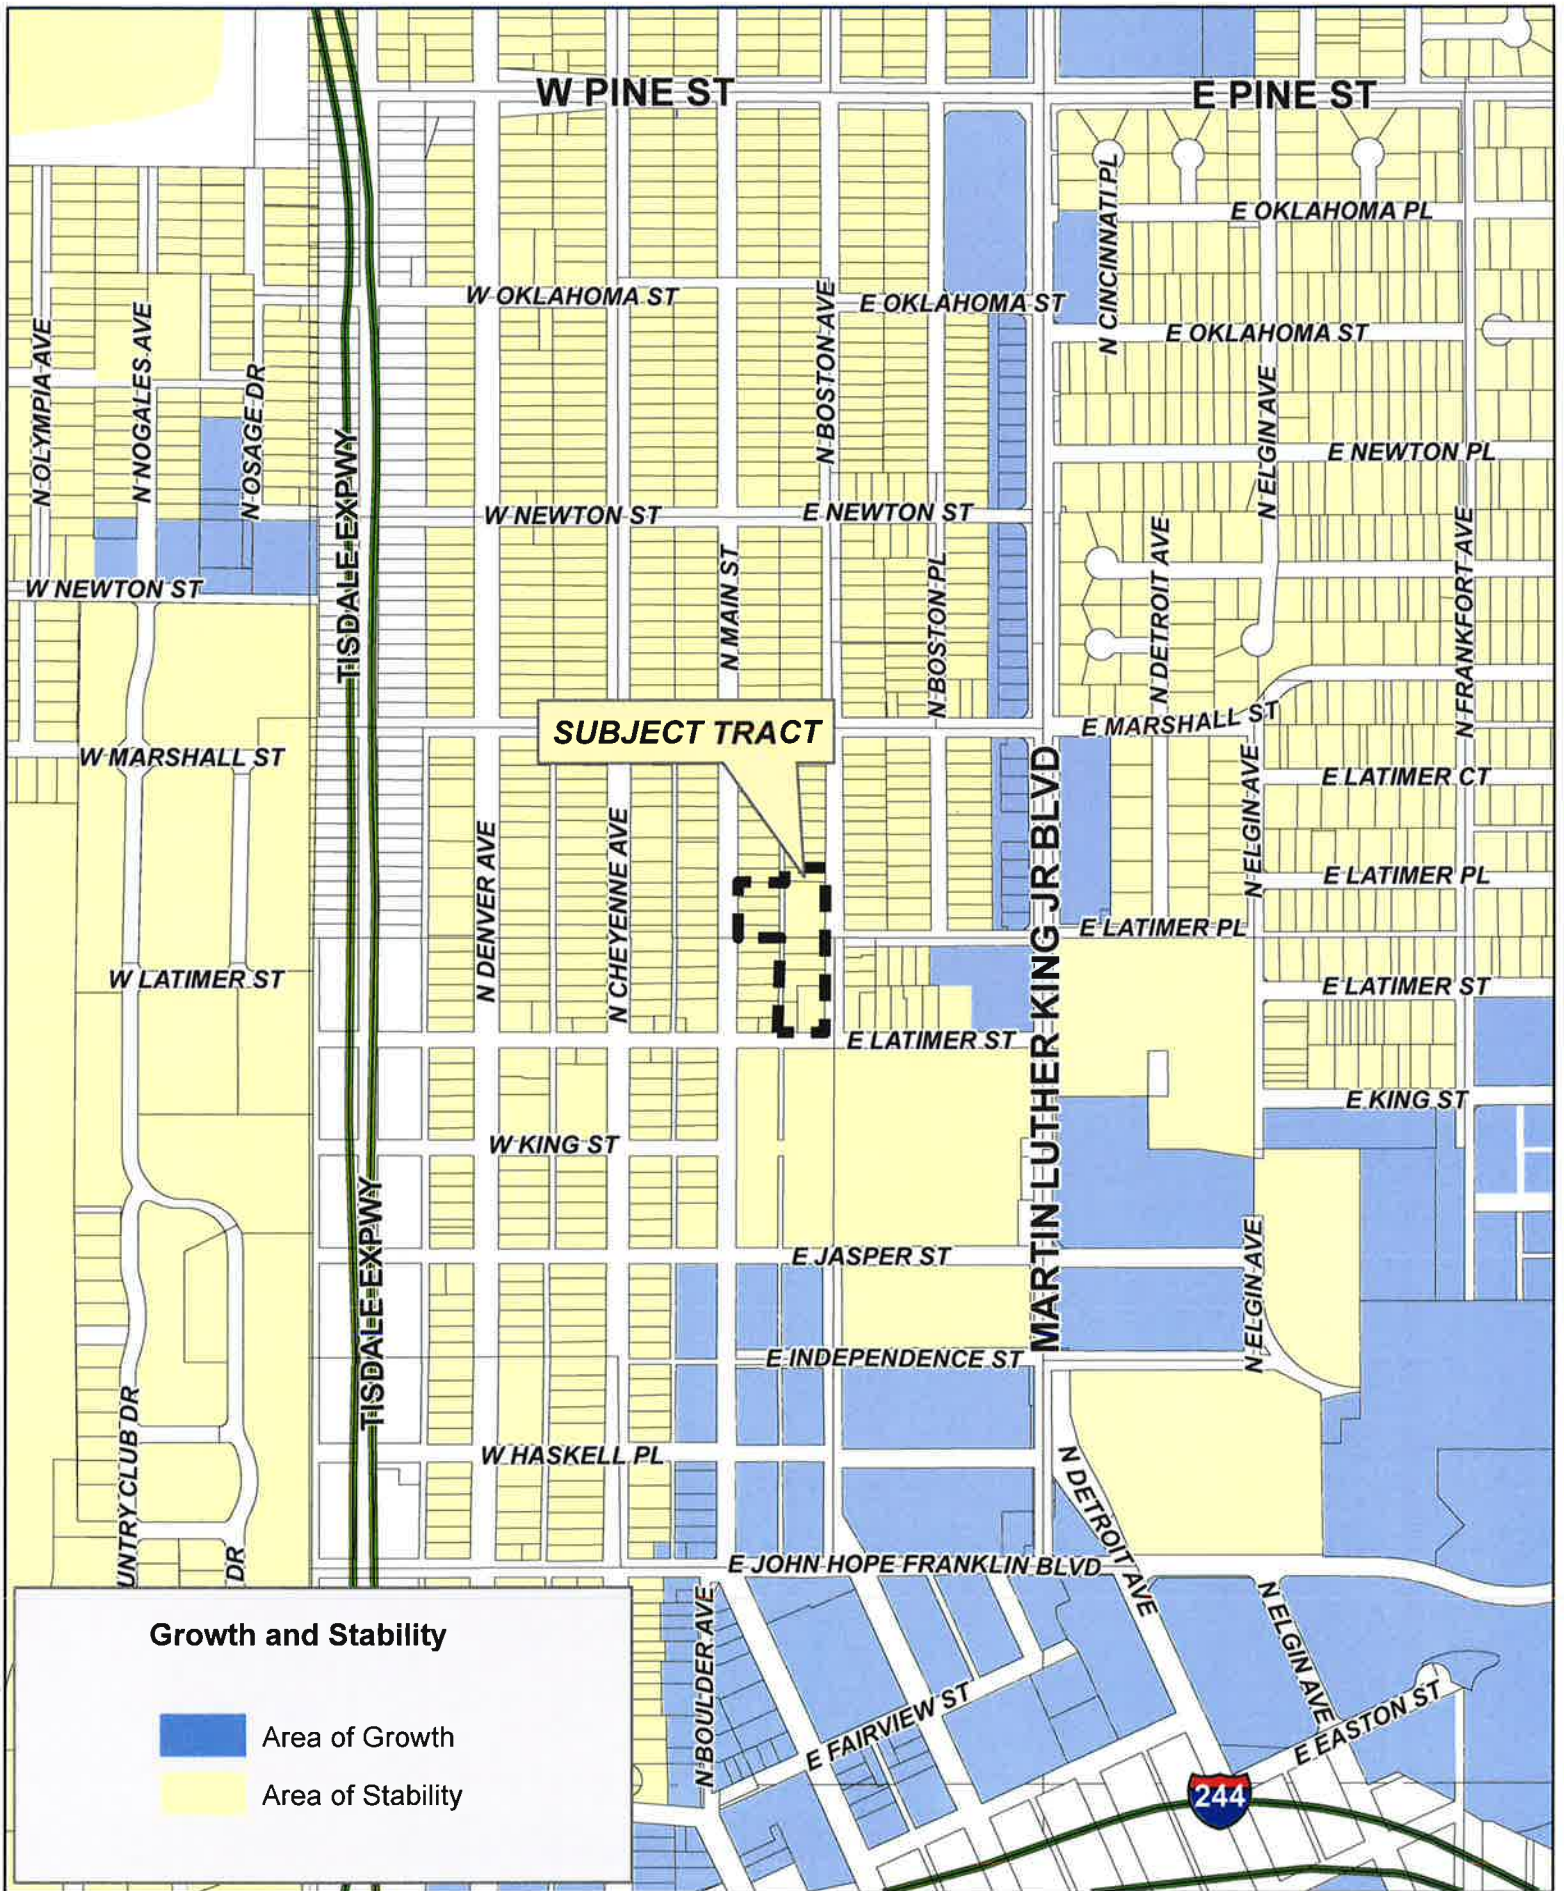 W PINE ST
E PINE ST
N CINCINNATI PL
E OKLAHOMA PL
W OKLAHOMA ST
E OKLAHOMA ST
E OKLAHOMA ST
N BOSTON AVE
N OLYMPIA AVE
N NOGALES AVE
N OSAGE DR
N ELGIN AVE
E NEWTON PL
TISDALE EXPWY
W NEWTON ST
E NEWTON ST
N MAIN ST
N BOSTON PL
N DETROIT AVE
N FRANKFORT AVE
W NEWTON ST
SUBJECT TRACT
E MARSHALL ST
W MARSHALL ST
MARTIN LUTHER KING JR BLVD
N ELGIN AVE
E LATIMER CT
N DENVER AVE
N CHEYENNE AVE
E LATIMER PL
E LATIMER PL
W LATIMER ST
E LATIMER ST
E LATIMER ST
E KING ST
W KING ST
TISDALE EXPWY
E JASPER ST
N ELGIN AVE
E INDEPENDENCE ST
UNTRY CLUB DR
W HASKELL PL
N DETROIT AVE
DR
E JOHN HOPE FRANKLIN BLVD
N BOULDER AVE
N ELGIN AVE
E FAIRVIEW ST
E EASTON ST
244
Growth and Stability
Area of Growth
Area of Stability